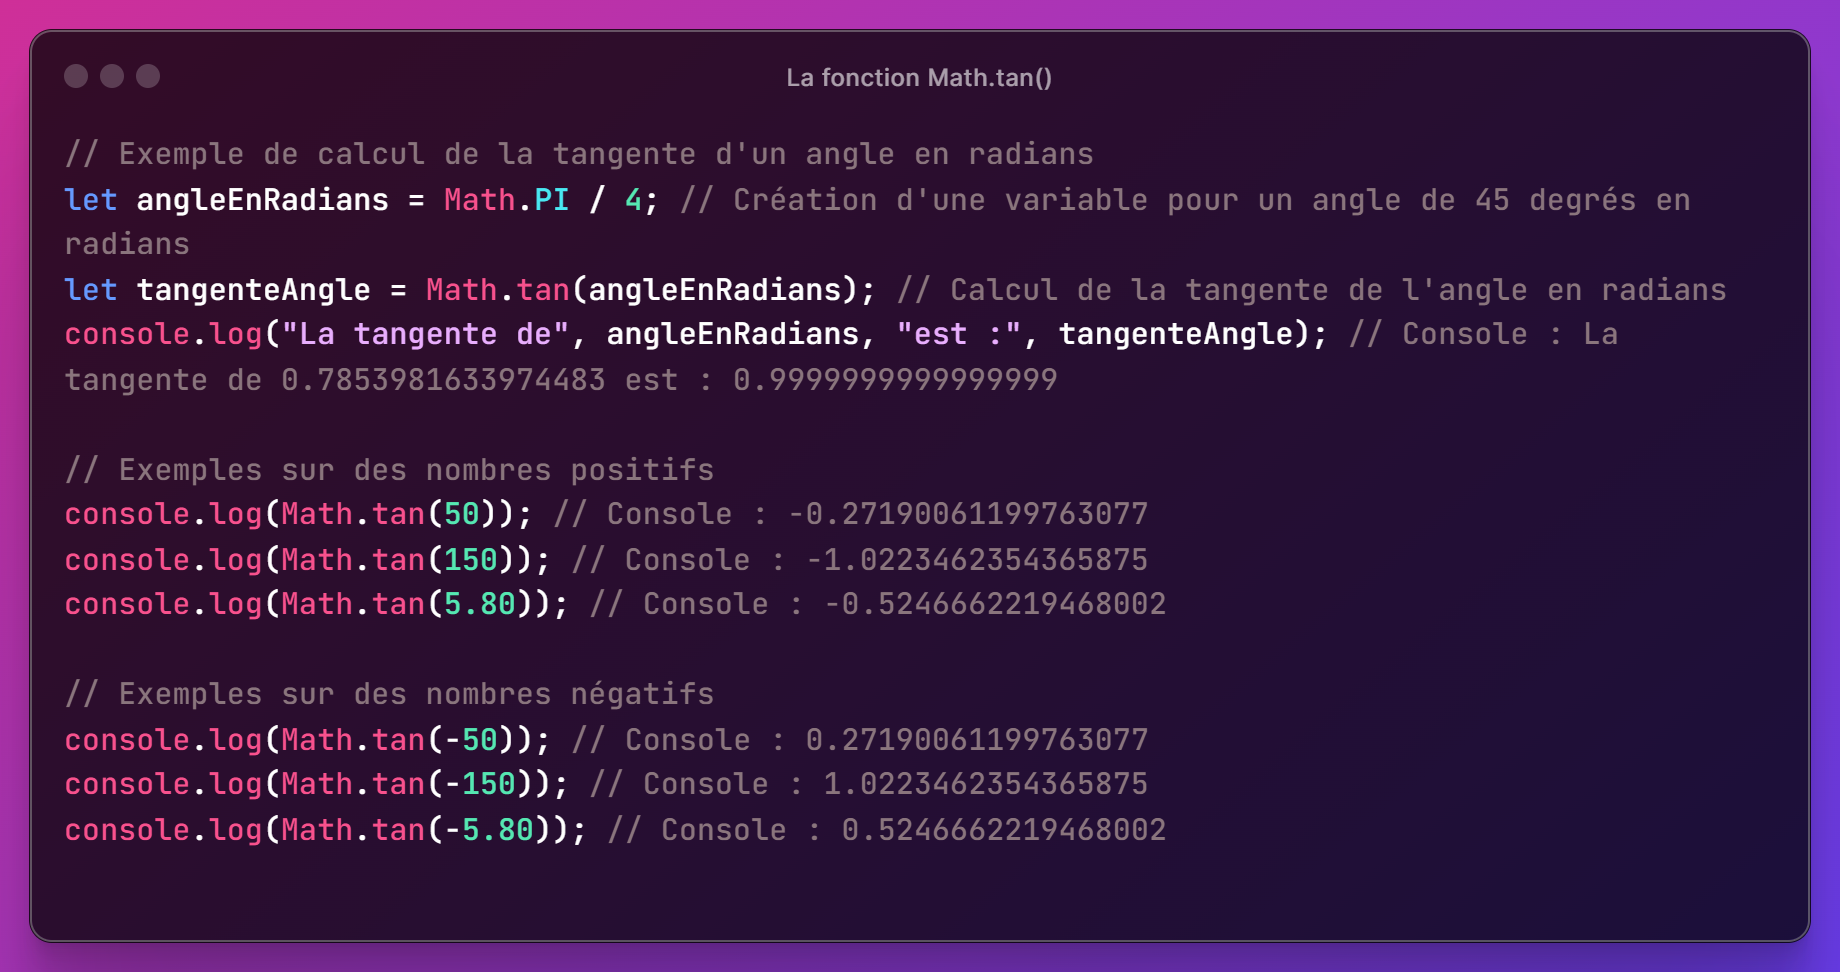 La fonction Math.tan()
// Exemple de calcul de la tangente d'un angle en radians
let angleEnRadians = Math.PI / 4; // Création d'une variable pour un angle de 45 degrés en
radians
let tangenteAngle = Math.tan(angleEnRadians); // Calcul de la tangente de l'angle en radians
console.log("La tangente de", angleEnRadians, "est :", tangenteAngle); // Console : La
tangente de 0.7853981633974483 est : 0.9999999999999999
// Exemples sur des nombres positifs
console.log(Math.tan(50)); // Console : -0.27190061199763077
console.log(Math.tan(150)); // Console : -1.0223462354365875
console.log(Math.tan(5.80)); // Console : -0.5246662219468002
// Exemples sur des nombres négatifs
console.log(Math.tan(-50)); // Console : 0.27190061199763077
console.log(Math.tan(-150)); // Console : 1.0223462354365875
console.log(Math.tan(-5.80)); // Console : 0.5246662219468002